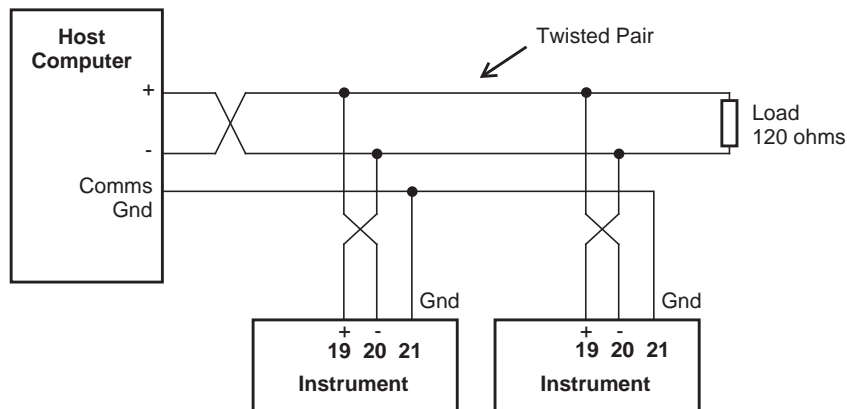 Host
Computer
Twisted Pair
+
-
Load
120 ohms
Comms
Gnd
Gnd
Gnd
+ -
19 20 21
Instrument
+ -
19 20 21
Instrument